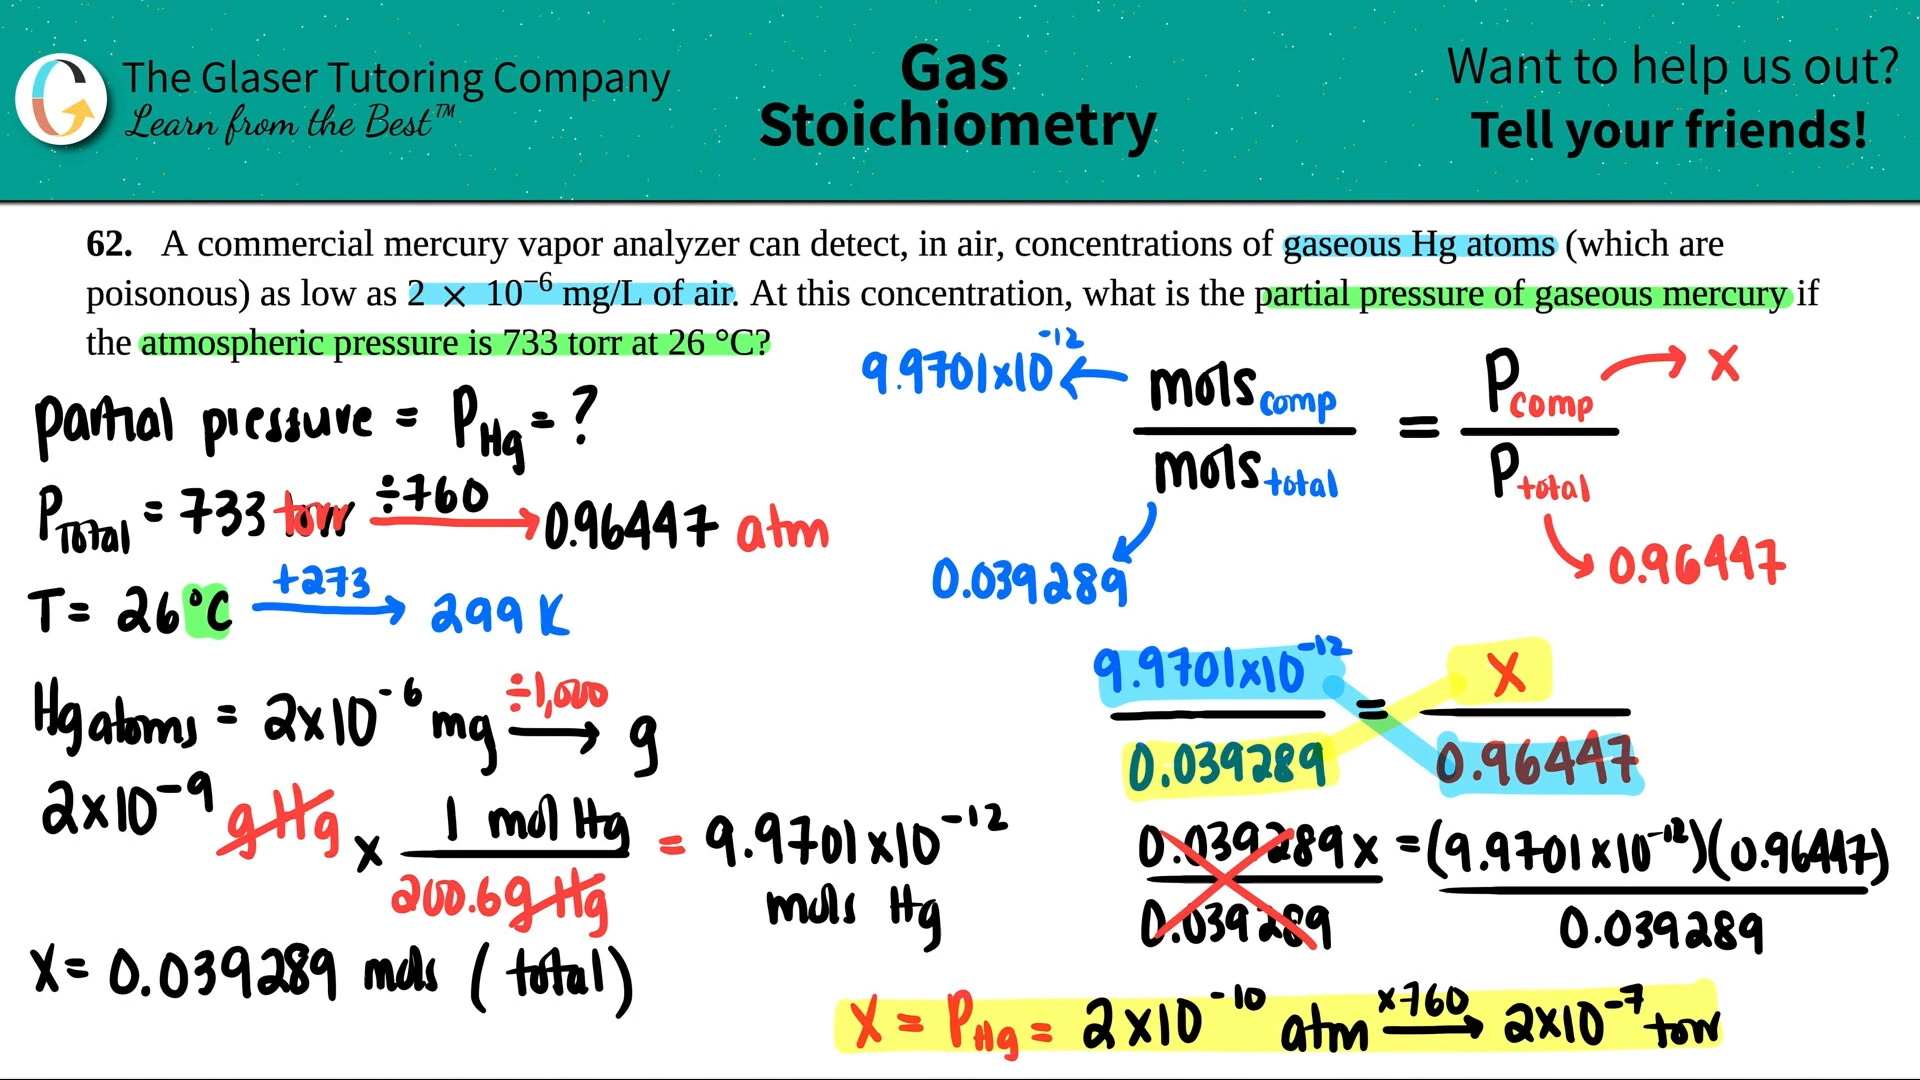 The Glaser Tutoring Company
Learn from the Best™
Gas
Stoichiometry
Want to help us out?
Tell your friends!
62. A commercial mercury vapor analyzer can detect, in air, concentrations of gaseous Hg atoms (which are
poisonous) as low as 2 × 10⁻⁶ mg/L of air. At this concentration, what is the partial pressure of gaseous mercury if
the atmospheric pressure is 733 torr at 26 °C?
partial pressure = P_Hg = ?
P_Total = 733 torr ÷760 → 0.96447 atm
T = 26°C +273 → 299 K
Hg atoms = 2x10⁻⁶ mg ÷1,000 → g
2x10⁻⁹ g Hg x 1 mol Hg / 200.6g Hg = 9.9701x10⁻¹² mols Hg
X = 0.039289 mols (total)
9.9701x10⁻¹² ← mols comp / mols total = P comp / P total → X
0.039289
0.96447
9.9701x10⁻¹² / 0.039289 = X / 0.96447
0.039289x / 0.039289 = (9.9701x10⁻¹²)(0.96447) / 0.039289
X = P_Hg = 2x10⁻¹⁰ atm x760 → 2x10⁻⁷ torr